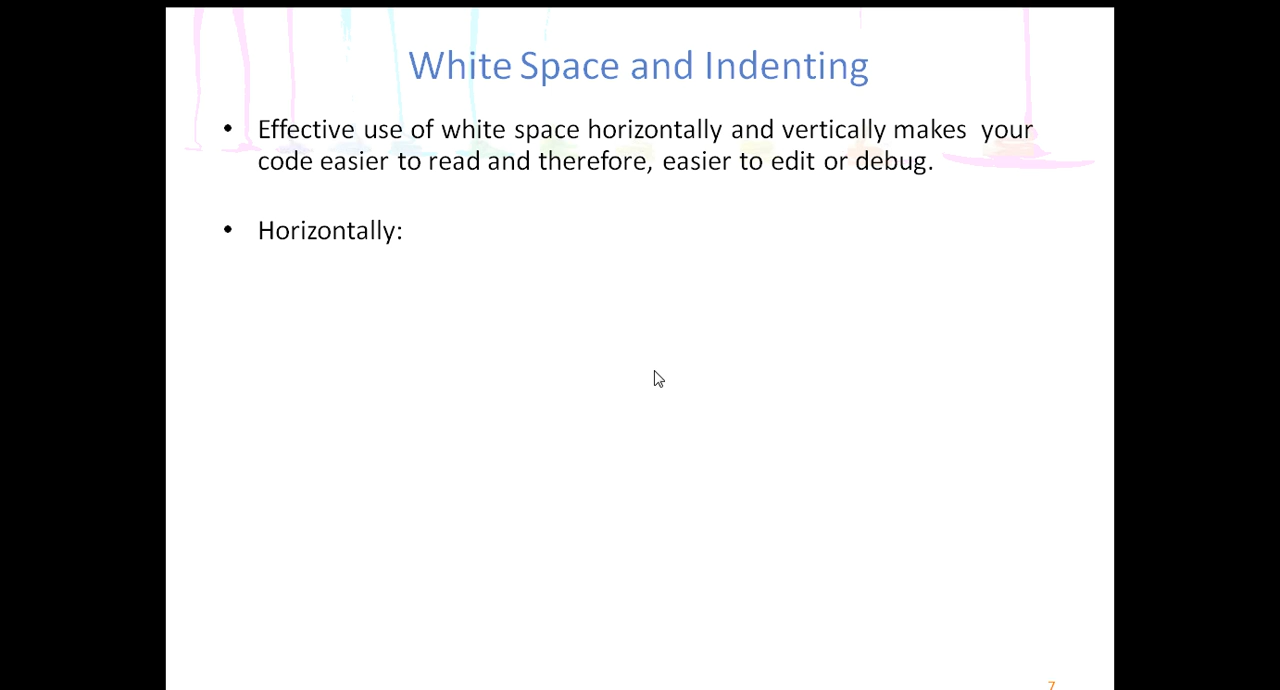 White Space and Indenting
• Effective use of white space horizontally and vertically makes your
code easier to read and therefore, easier to edit or debug.
• Horizontally:
7